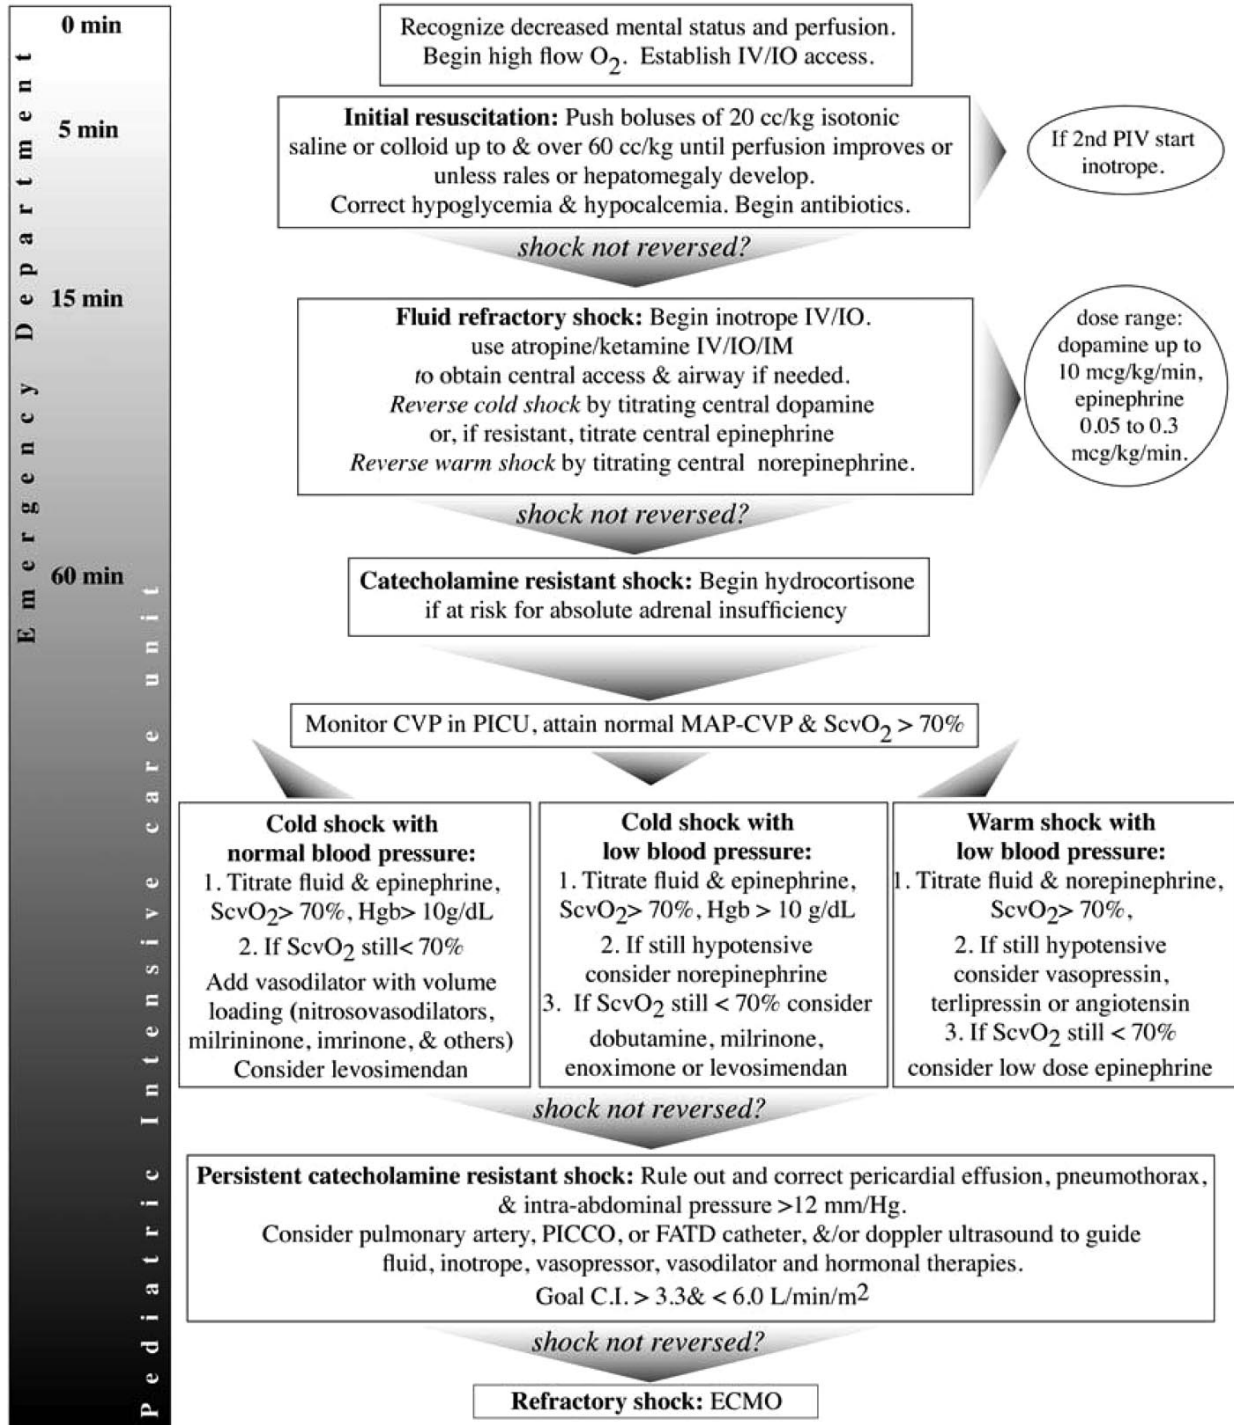 0 min
Recognize decreased mental status and perfusion.
Begin high flow O2. Establish IV/IO access.
5 min
Initial resuscitation: Push boluses of 20 cc/kg isotonic
saline or colloid up to & over 60 cc/kg until perfusion improves or
unless rales or hepatomegaly develop.
Correct hypoglycemia & hypocalcemia. Begin antibiotics.
If 2nd PIV start
inotrope.
shock not reversed?
15 min
Fluid refractory shock: Begin inotrope IV/IO.
use atropine/ketamine IV/IO/IM
to obtain central access & airway if needed.
Reverse cold shock by titrating central dopamine
or, if resistant, titrate central epinephrine
Reverse warm shock by titrating central norepinephrine.
dose range:
dopamine up to
10 mcg/kg/min,
epinephrine
0.05 to 0.3
mcg/kg/min.
shock not reversed?
60 min
Catecholamine resistant shock: Begin hydrocortisone
if at risk for absolute adrenal insufficiency
Monitor CVP in PICU, attain normal MAP-CVP & ScvO2 > 70%
Cold shock with
normal blood pressure:
1. Titrate fluid & epinephrine,
ScvO2> 70%, Hgb> 10g/dL
2. If ScvO2 still< 70%
Add vasodilator with volume
loading (nitrosovasodilators,
milrininone, imrinone, & others)
Consider levosimendan
Cold shock with
low blood pressure:
1. Titrate fluid & epinephrine,
ScvO2> 70%, Hgb > 10 g/dL
2. If still hypotensive
consider norepinephrine
3. If ScvO2 still < 70% consider
dobutamine, milrinone,
enoximone or levosimendan
Warm shock with
low blood pressure:
1. Titrate fluid & norepinephrine,
ScvO2> 70%,
2. If still hypotensive
consider vasopressin,
terlipressin or angiotensin
3. If ScvO2 still < 70%
consider low dose epinephrine
shock not reversed?
Persistent catecholamine resistant shock: Rule out and correct pericardial effusion, pneumothorax,
& intra-abdominal pressure >12 mm/Hg.
Consider pulmonary artery, PICCO, or FATD catheter, &/or doppler ultrasound to guide
fluid, inotrope, vasopressor, vasodilator and hormonal therapies.
Goal C.I. > 3.3& < 6.0 L/min/m2
shock not reversed?
Refractory shock: ECMO
Emergency Department
Pediatric Intensive care unit